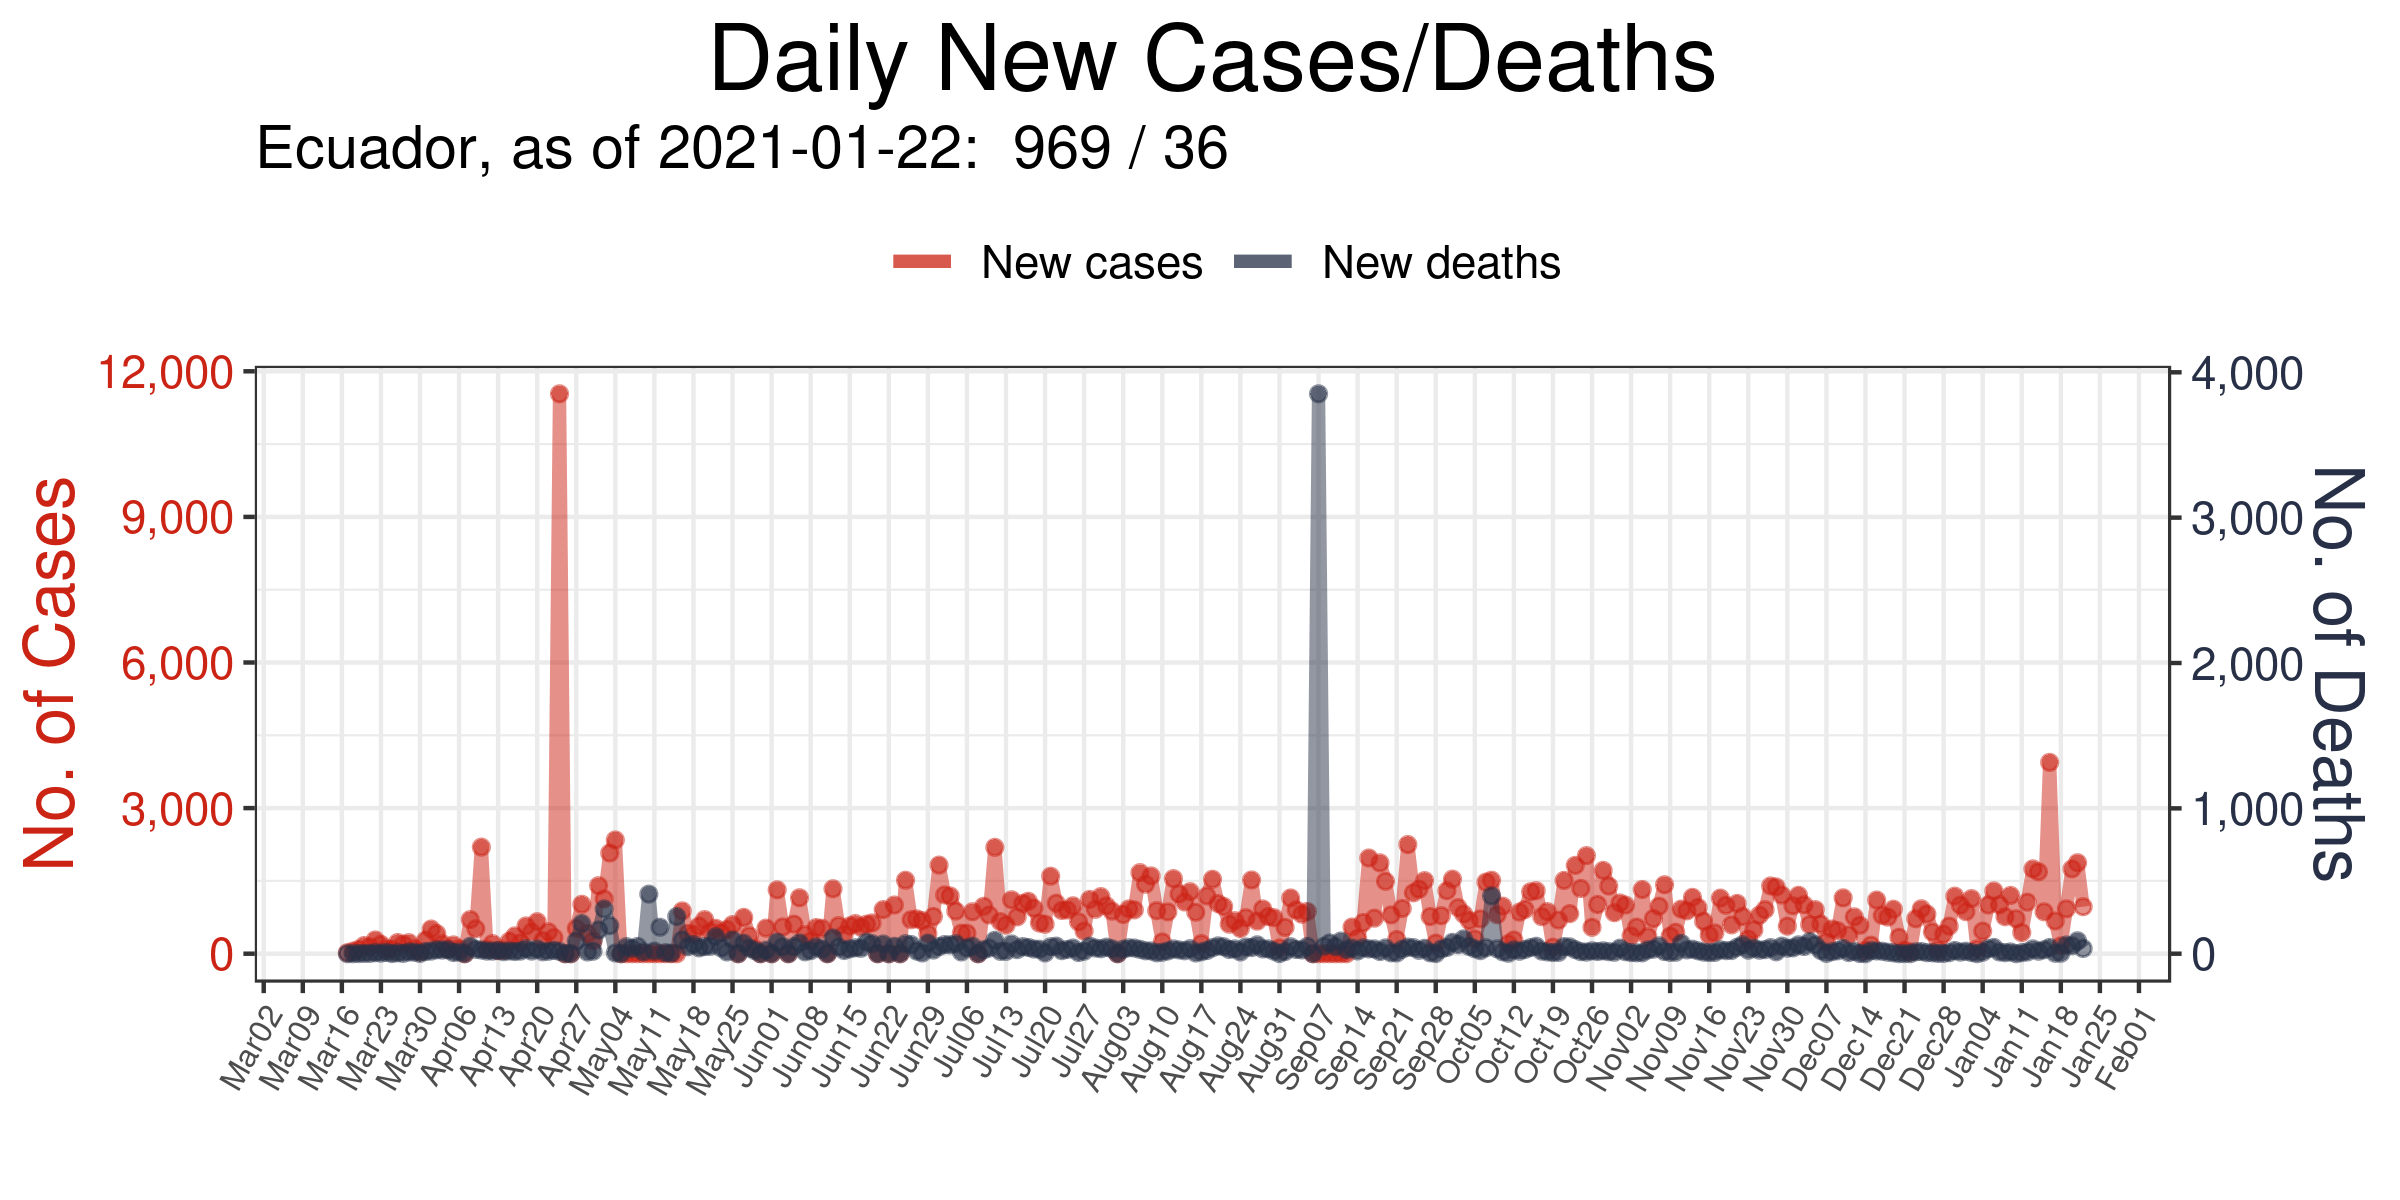 Daily New Cases/Deaths
Ecuador, as of 2021-01-22:  969 / 36
New cases New deaths
No. of Cases
12,000
9,000
6,000
3,000
0
4,000
3,000
2,000
1,000
0
No. of Deaths
Mar02 Mar09 Mar16 Mar23 Mar30 Apr06 Apr13 Apr20 Apr27 May04 May11 May18 May25 Jun01 Jun08 Jun15 Jun22 Jun29 Jul06 Jul13 Jul20 Jul27 Aug03 Aug10 Aug17 Aug24 Aug31 Sep07 Sep14 Sep21 Sep28 Oct05 Oct12 Oct19 Oct26 Nov02 Nov09 Nov16 Nov23 Nov30 Dec07 Dec14 Dec21 Dec28 Jan04 Jan11 Jan18 Jan25 Feb01